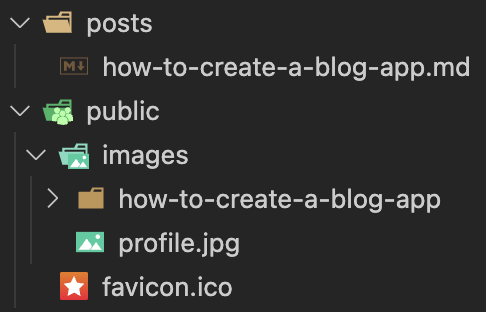 posts
how-to-create-a-blog-app.md
public
images
how-to-create-a-blog-app
profile.jpg
favicon.ico